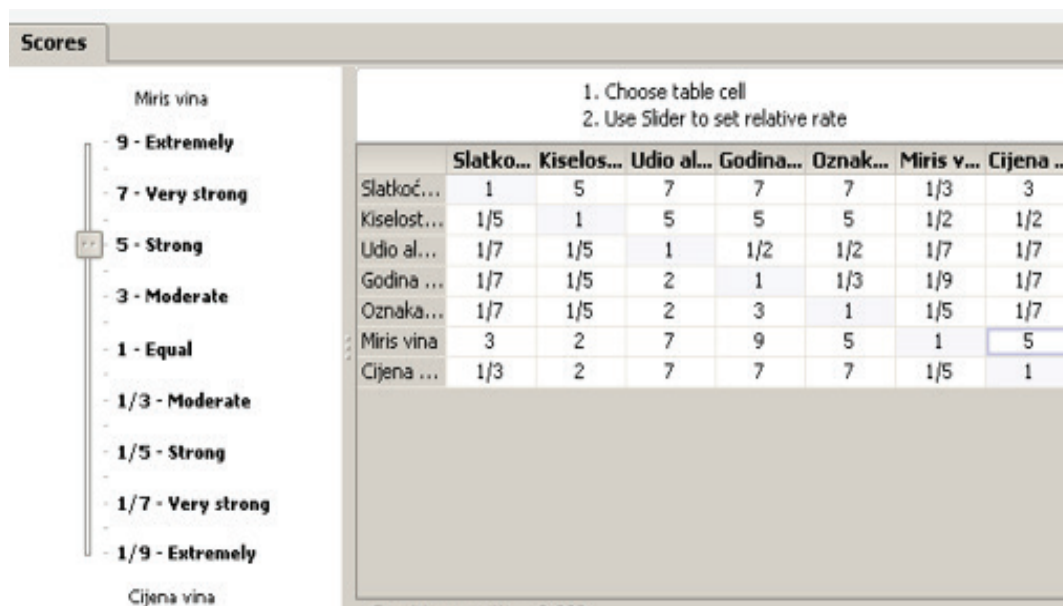 Scores
Miris vina
9 - Extremely
7 - Very strong
5 - Strong
3 - Moderate
1 - Equal
1/3 - Moderate
1/5 - Strong
1/7 - Very strong
1/9 - Extremely
Cijena vina
1. Choose table cell
2. Use Slider to set relative rate
Slatko... Kiselos... Udio al... Godina... Oznak... Miris v... Cijena ...
Slatkoć... 1 5 7 7 7 1/3 3
Kiselost... 1/5 1 5 5 5 1/2 1/2
Udio al... 1/7 1/5 1 1/2 1/2 1/7 1/7
Godina ... 1/7 1/5 2 1 1/3 1/9 1/7
Oznaka... 1/7 1/5 2 3 1 1/5 1/7
Miris vina 3 2 7 9 5 1 5
Cijena ... 1/3 2 7 7 7 1/5 1